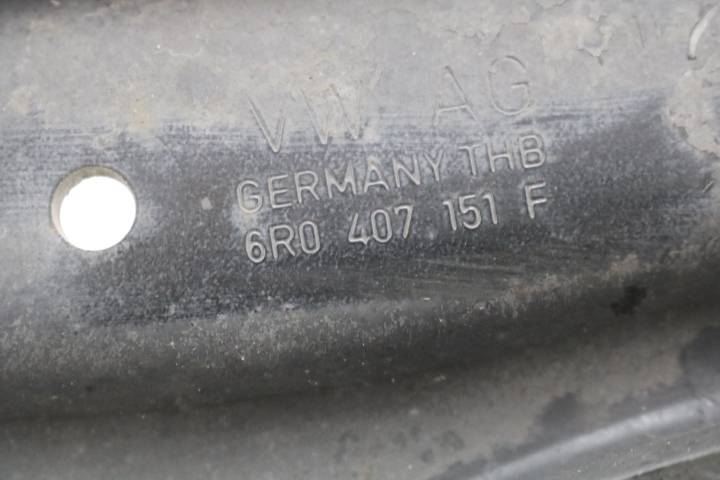 VW AG
GERMANY THB
6R0 407 151 F